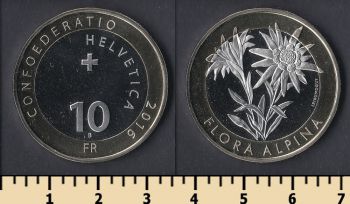 CONFOEDERATIO
HELVETICA 2016
10
B
FR
FLORA ALPINA
1 2 3 4 5 6 7